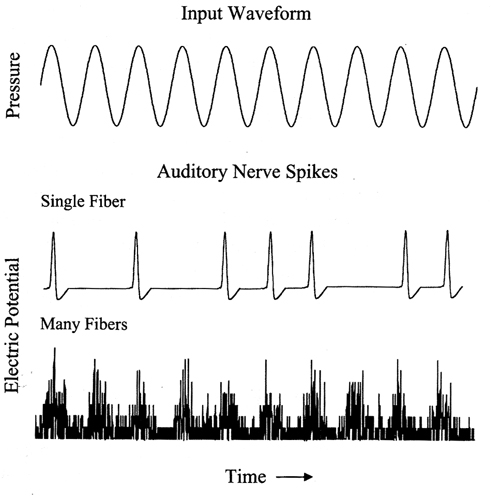 Input Waveform
Pressure
Auditory Nerve Spikes
Single Fiber
Electric Potential
Many Fibers
Time